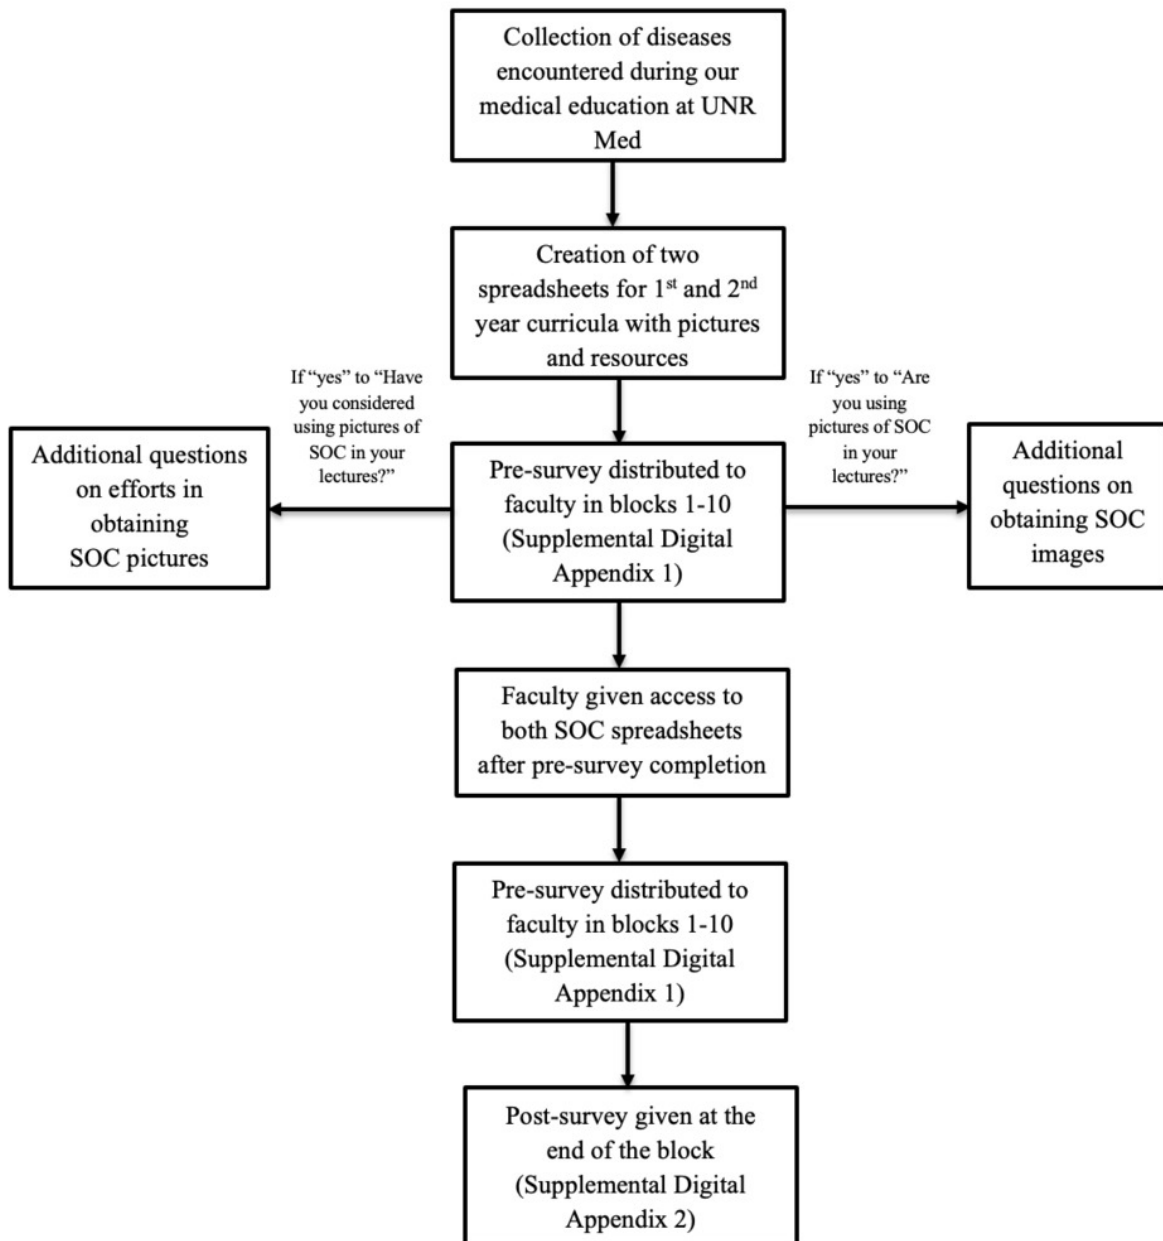 Collection of diseases
encountered during our
medical education at UNR
Med
Creation of two
spreadsheets for 1st and 2nd
year curricula with pictures
and resources
If “yes” to “Have
you considered
using pictures of
SOC in your
lectures?”
If “yes” to “Are
you using
pictures of SOC
in your
lectures?”
Additional questions
on efforts in
obtaining
SOC pictures
Pre-survey distributed to
faculty in blocks 1-10
(Supplemental Digital
Appendix 1)
Additional
questions on
obtaining SOC
images
Faculty given access to
both SOC spreadsheets
after pre-survey completion
Pre-survey distributed to
faculty in blocks 1-10
(Supplemental Digital
Appendix 1)
Post-survey given at the
end of the block
(Supplemental Digital
Appendix 2)